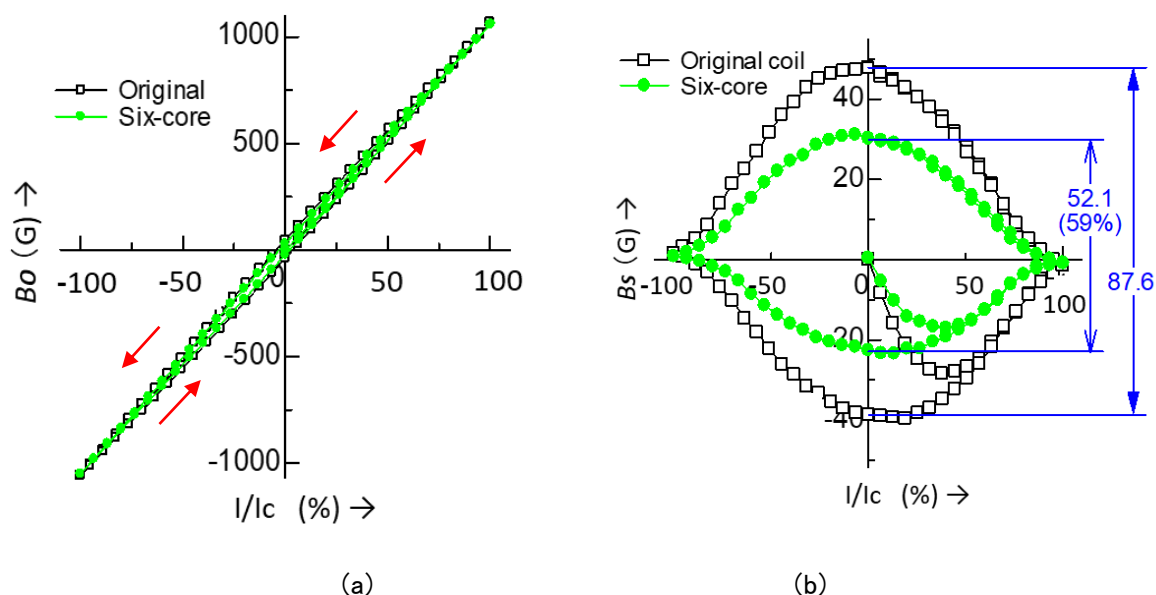 1000
500
-500
-1000
-100
-50
0
50
100
Original
Six-core
Bo (G) →
I/Ic (%) →
(a)
Original coil
Six-core
40
20
-20
-40
-100
-50
0
50
100
Bs (G) →
I/Ic (%) →
52.1
(59%)
87.6
(b)